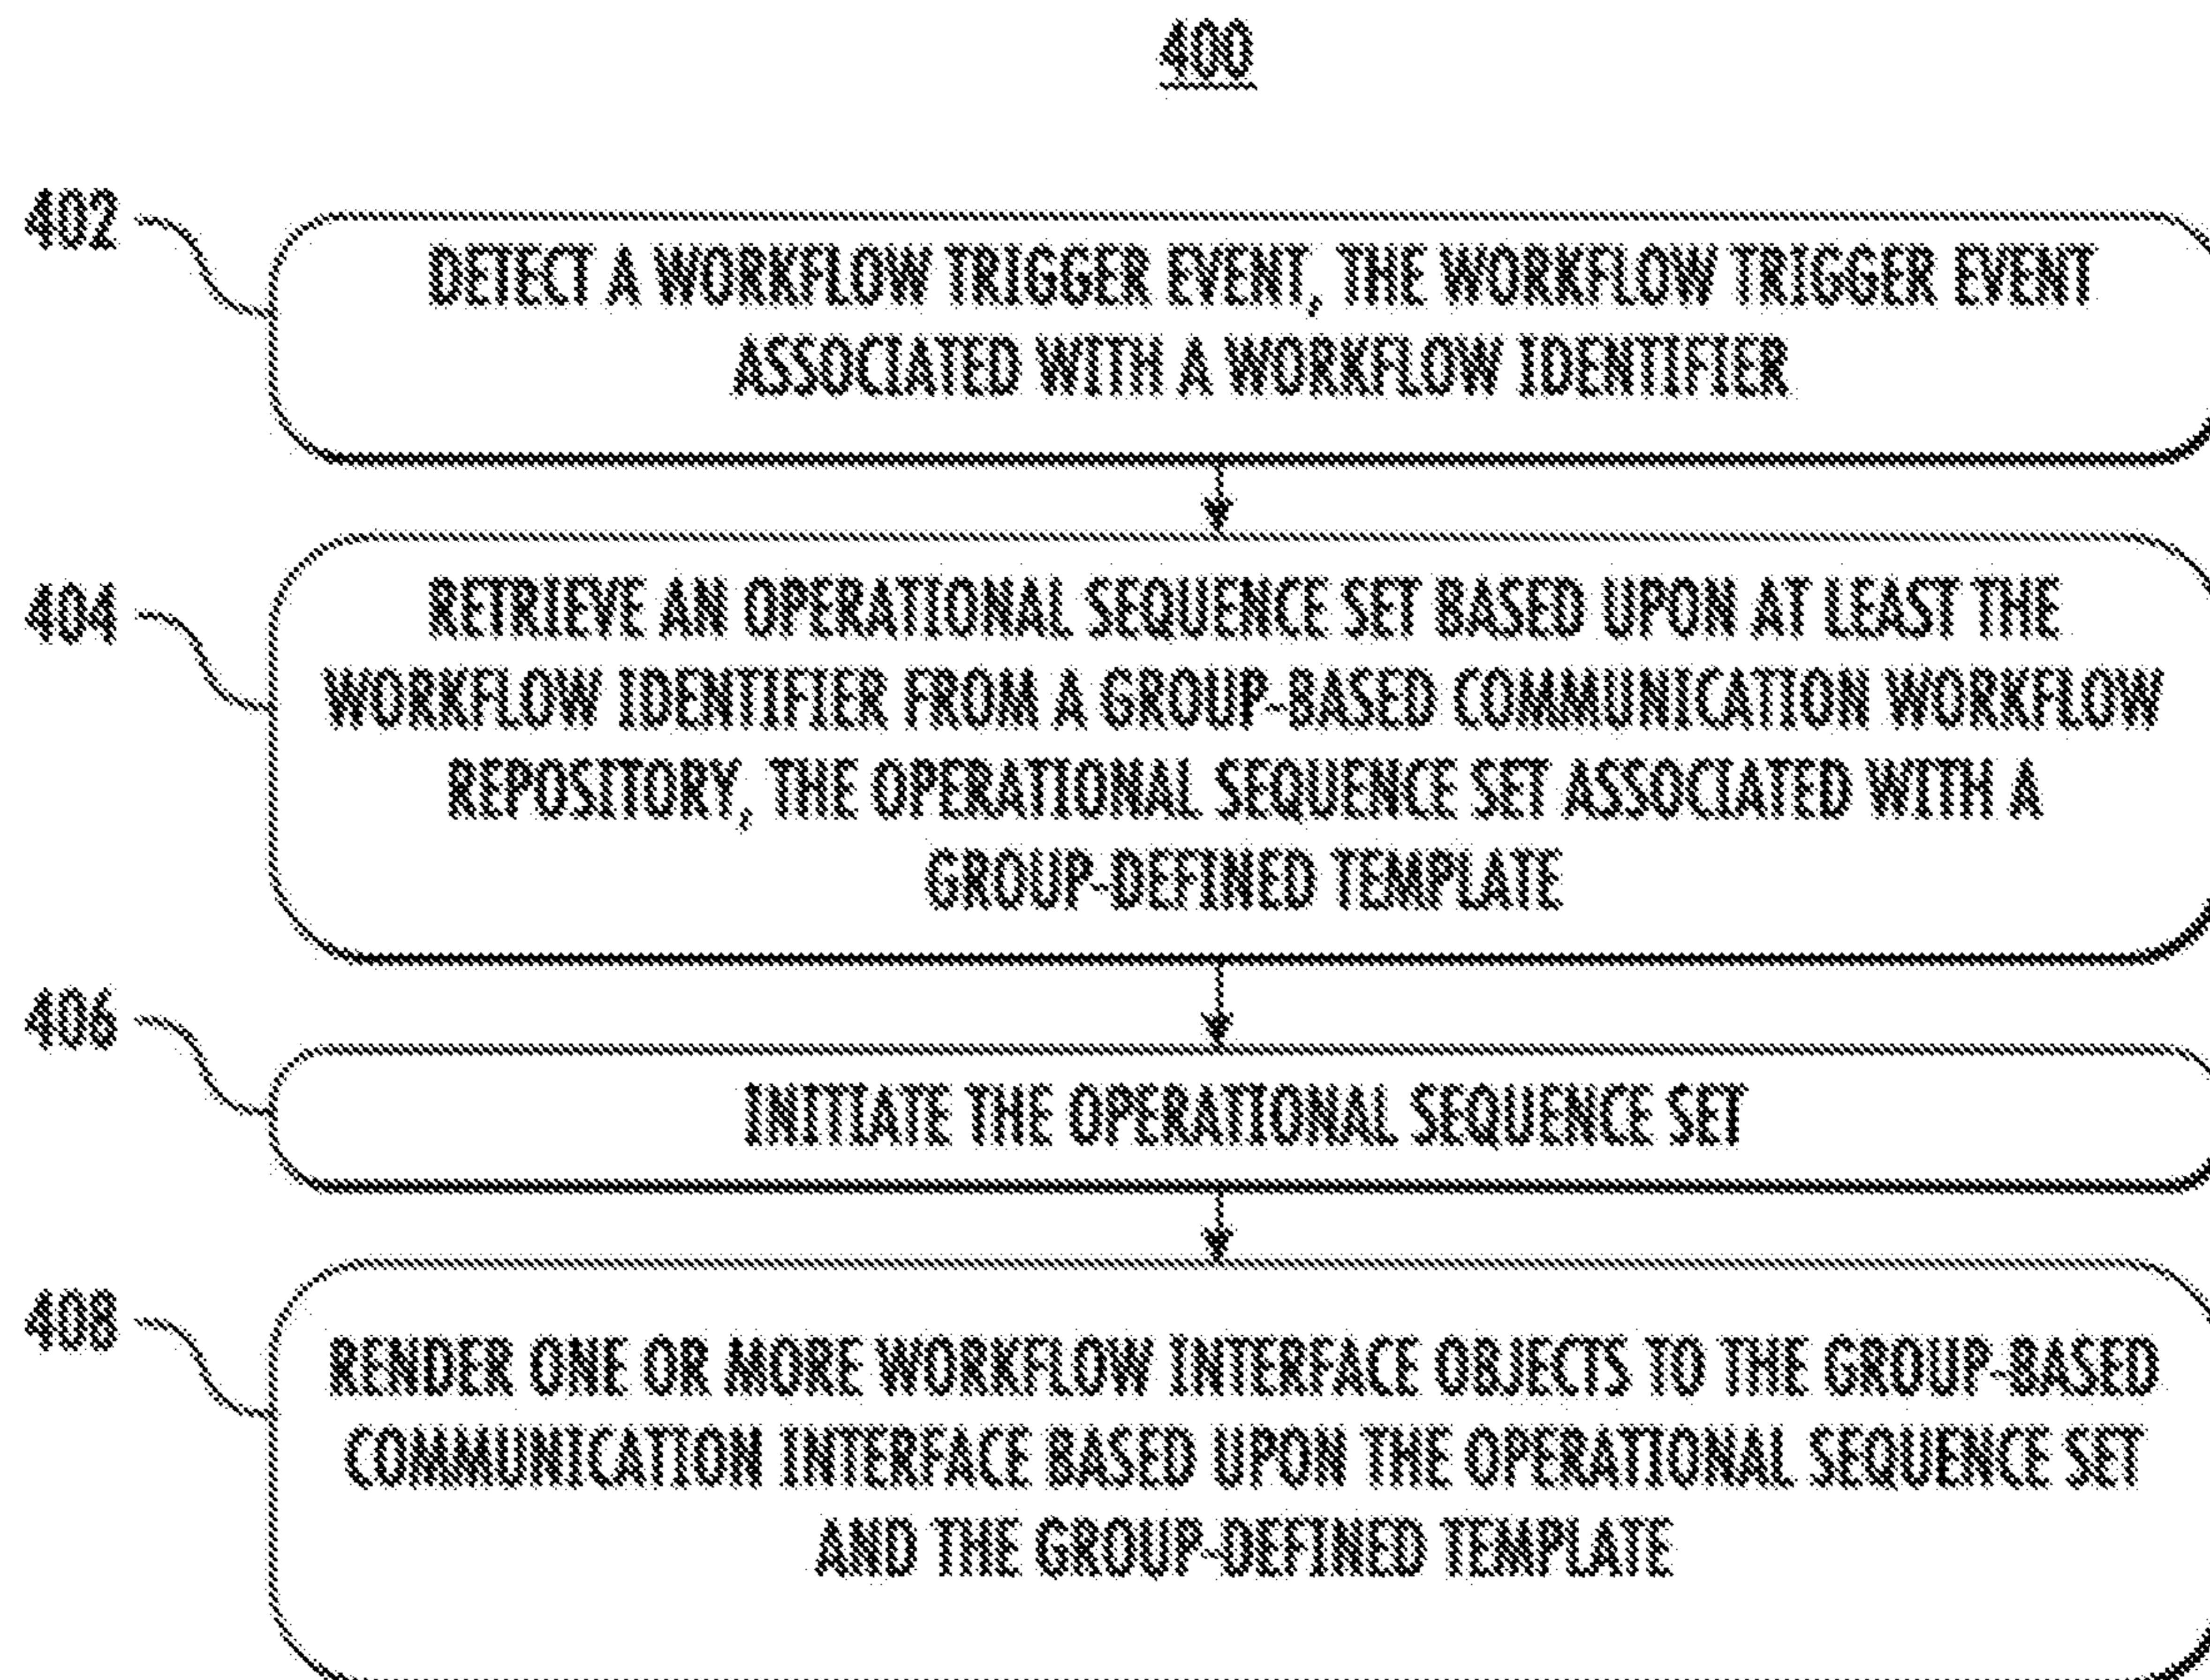 400
402
DETECT A WORKFLOW TRIGGER EVENT, THE WORKFLOW TRIGGER EVENT
ASSOCIATED WITH A WORKFLOW IDENTIFIER
404
RETRIEVE AN OPERATIONAL SEQUENCE SET BASED UPON AT LEAST THE
WORKFLOW IDENTIFIER FROM A GROUP-BASED COMMUNICATION WORKFLOW
REPOSITORY, THE OPERATIONAL SEQUENCE SET ASSOCIATED WITH A
GROUP-DEFINED TEMPLATE
406
INITIATE THE OPERATIONAL SEQUENCE SET
408
RENDER ONE OR MORE WORKFLOW INTERFACE OBJECTS TO THE GROUP-BASED
COMMUNICATION INTERFACE BASED UPON THE OPERATIONAL SEQUENCE SET
AND THE GROUP-DEFINED TEMPLATE